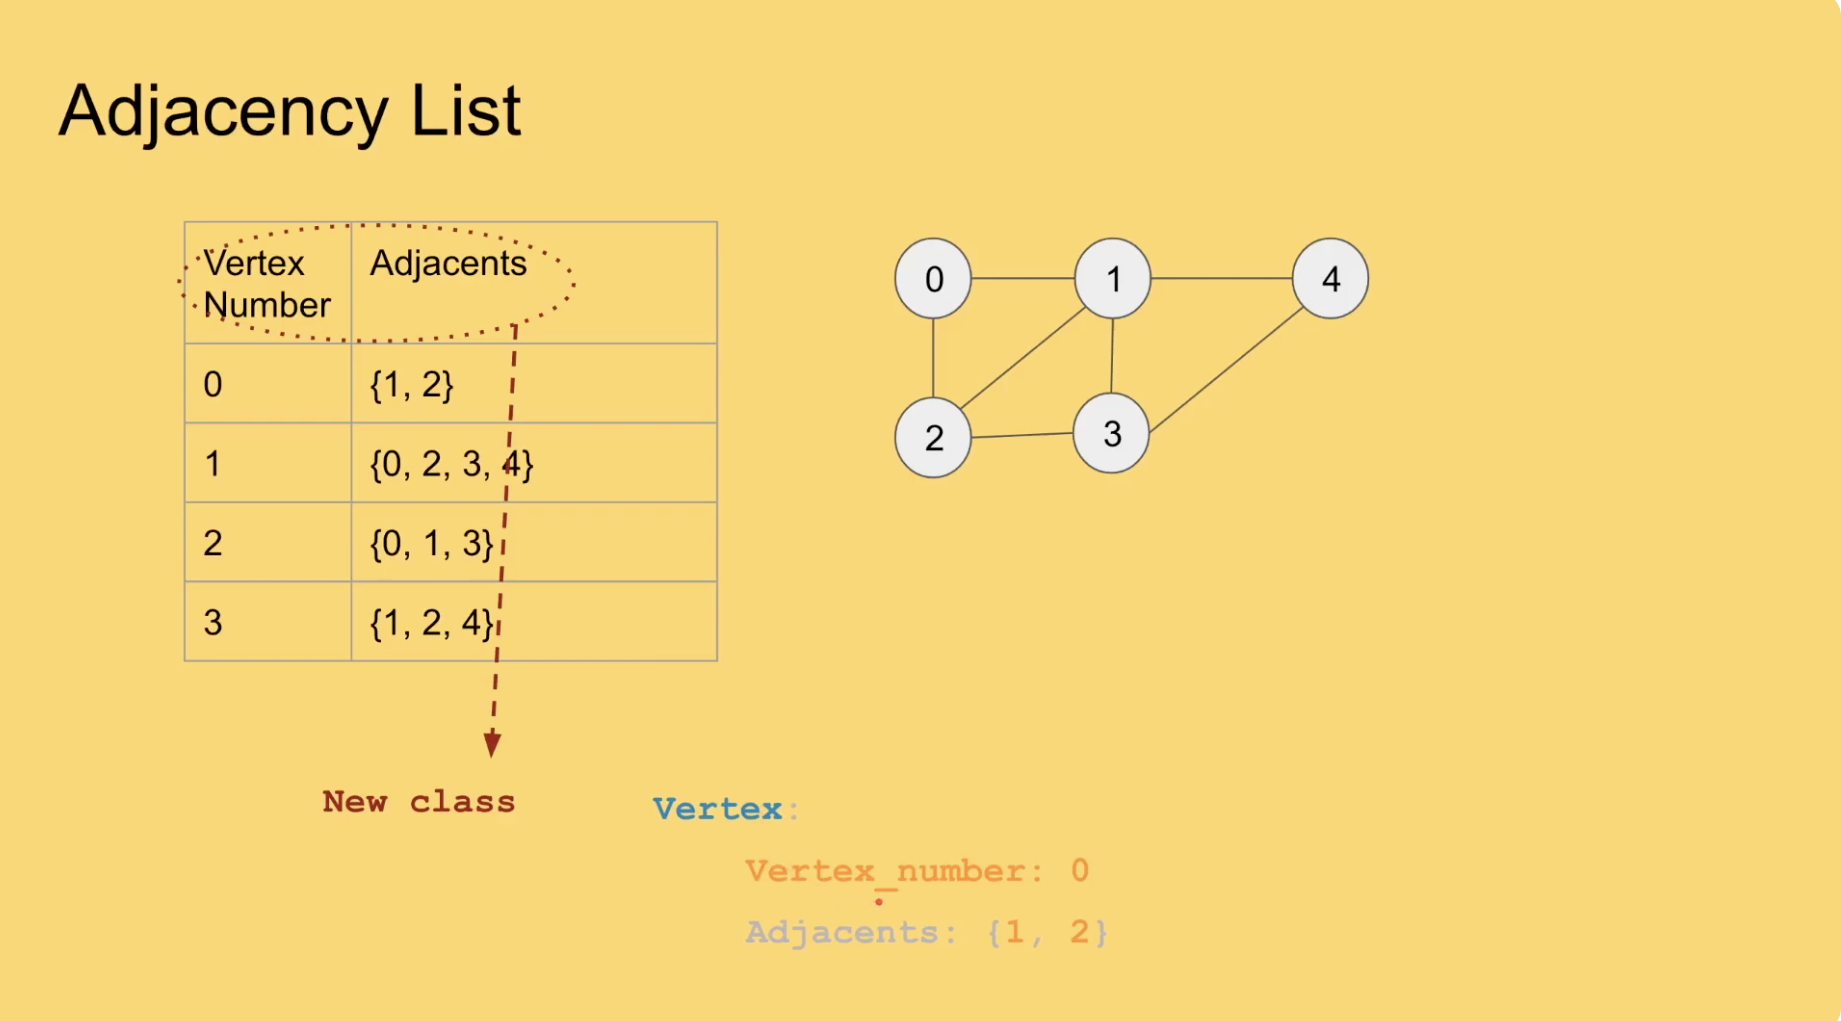 Adjacency List
Vertex Number
Adjacents
0
{1, 2}
1
{0, 2, 3, 4}
2
{0, 1, 3}
3
{1, 2, 4}
0
1
4
2
3
New class
Vertex:
Vertex_number: 0
Adjacents: {1, 2}